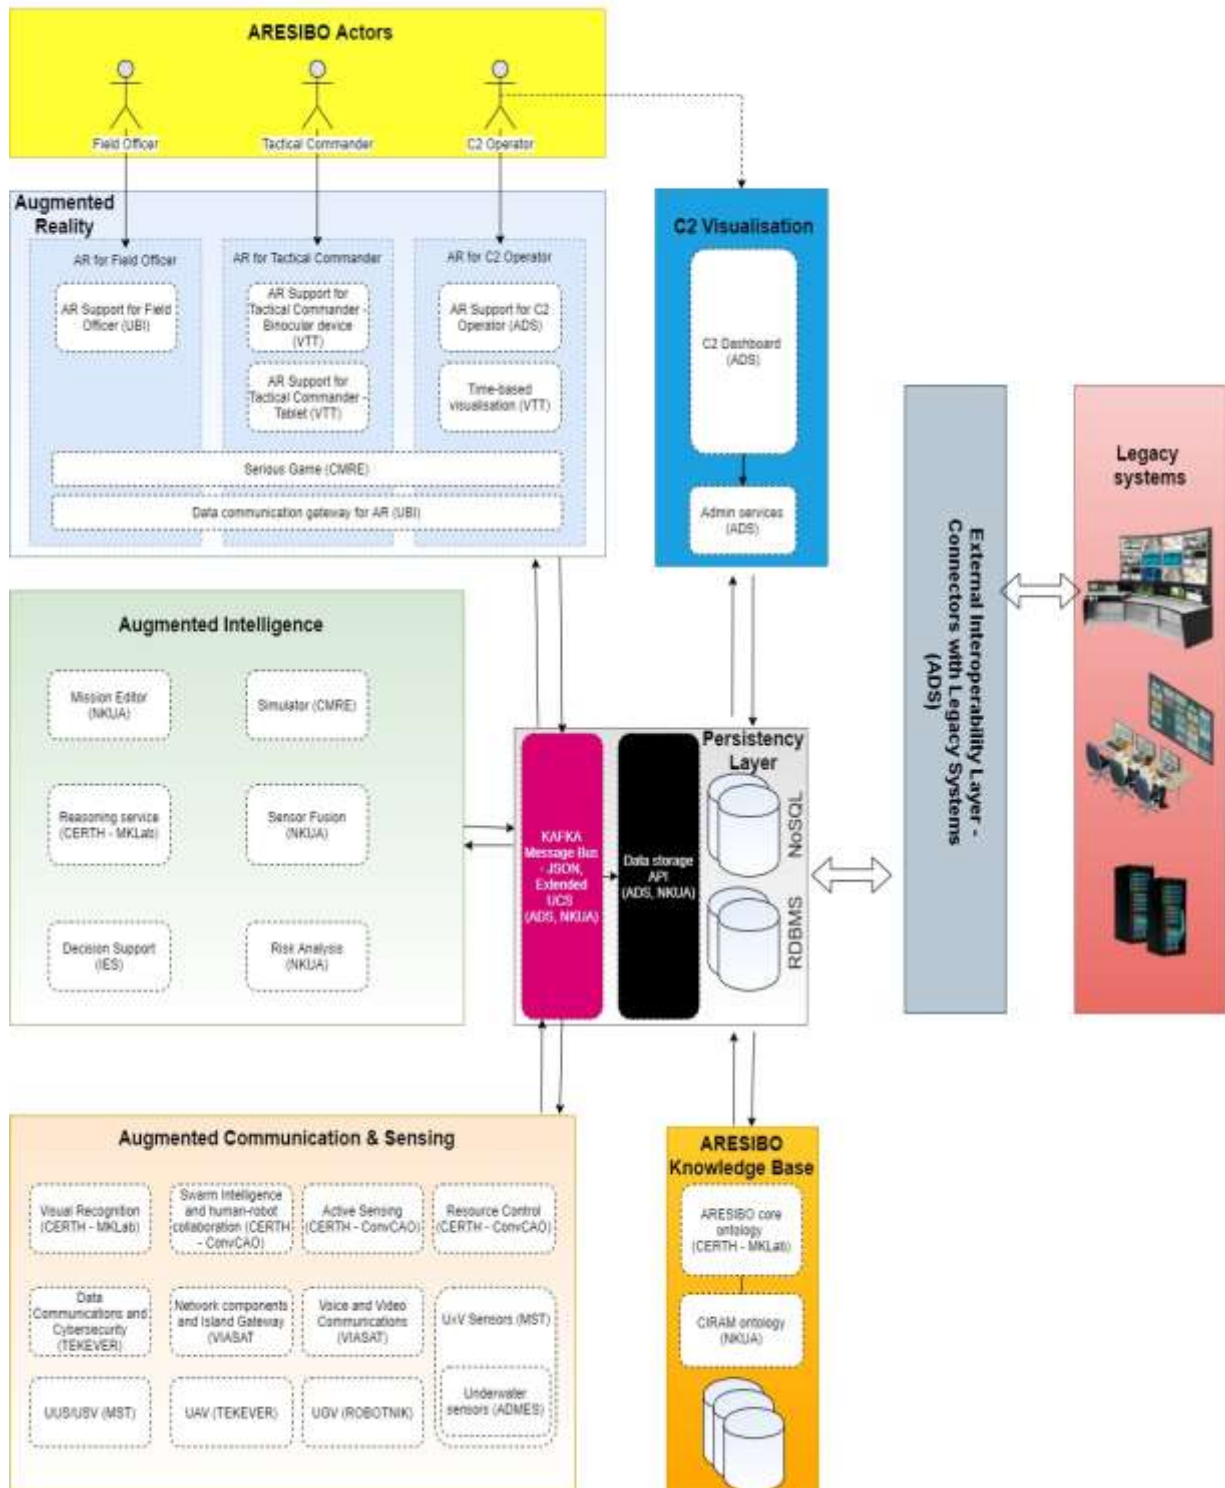 ARESIBO Actors
Field Officer
Tactical Commander
C2 Operator
Augmented
Reality
AR for Field Officer
AR for Tactical Commander
AR for C2 Operator
AR Support for Field
Officer (UBI)
AR Support for
Tactical Commander -
Binocular device
(VTT)
AR Support for C2
Operator (ADS)
AR Support for
Tactical Commander -
Tablet (VTT)
Time-based
visualisation (VTT)
Serious Game (CMRE)
Data communication gateway for AR (UBI)
C2 Visualisation
C2 Dashboard
(ADS)
Admin services
(ADS)
External Interoperability Layer -
Connectors with Legacy Systems
(ADS)
Legacy
systems
Augmented Intelligence
Mission Editor
(NKUA)
Simulator (CMRE)
Reasoning service
(CERTH - MKLab)
Sensor Fusion
(NKUA)
Decision Support
(IES)
Risk Analysis
(NKUA)
KAFKA
Message Bus
- JSON,
Extended
UCS
(ADS, NKUA)
Data storage
API
(ADS, NKUA)
Persistency
Layer
NoSQL
RDBMS
Augmented Communication & Sensing
Visual Recognition
(CERTH - MKLab)
Swarm Intelligence
and human-robot
collaboration (CERTH
- ConvCAO)
Active Sensing
(CERTH - ConvCAO)
Resource Control
(CERTH - ConvCAO)
Data
Communications and
Cybersecurity
(TEKEVER)
Network components
and Island Gateway
(VIASAT
Voice and Video
Communications
(VIASAT)
UxV Sensors (MST)
Underwater
sensors (ADMES)
UUS/USV (MST)
UAV (TEKEVER)
UGV (ROBOTNIK)
ARESIBO
Knowledge Base
ARESIBO core
ontology
(CERTH - MKLab)
CIRAM ontology
(NKUA)